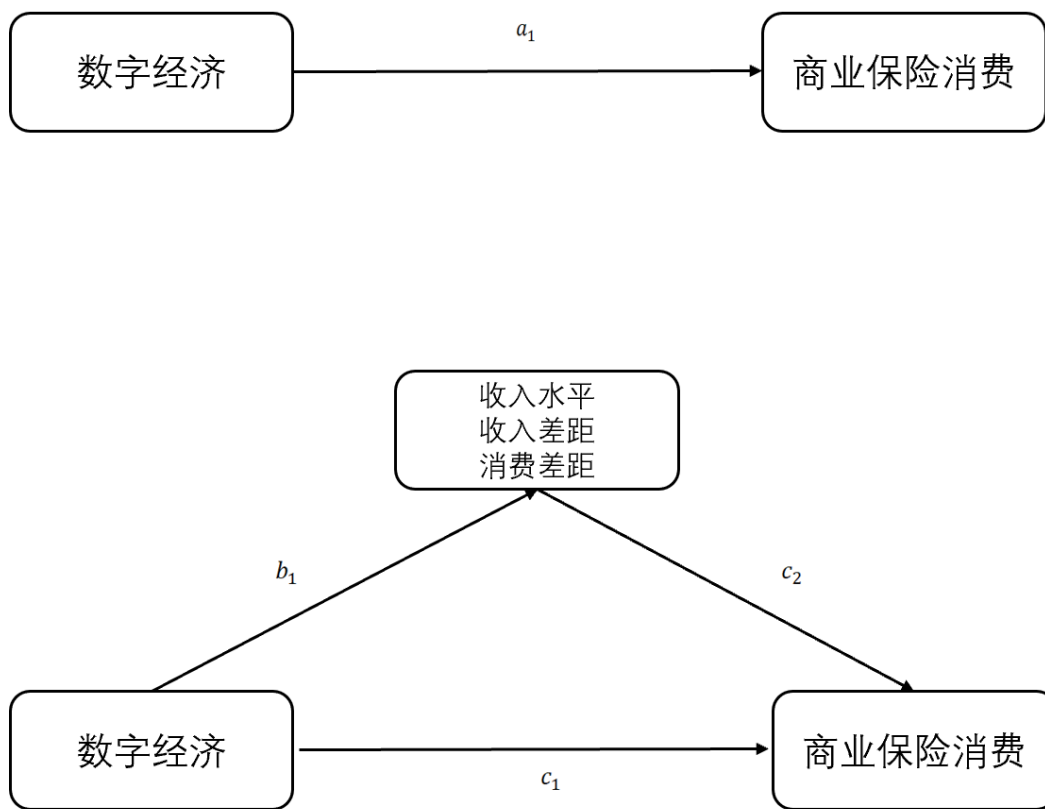 a₁
数字经济
商业保险消费
收入水平
收入差距
消费差距
b₁
c₂
数字经济
商业保险消费
c₁